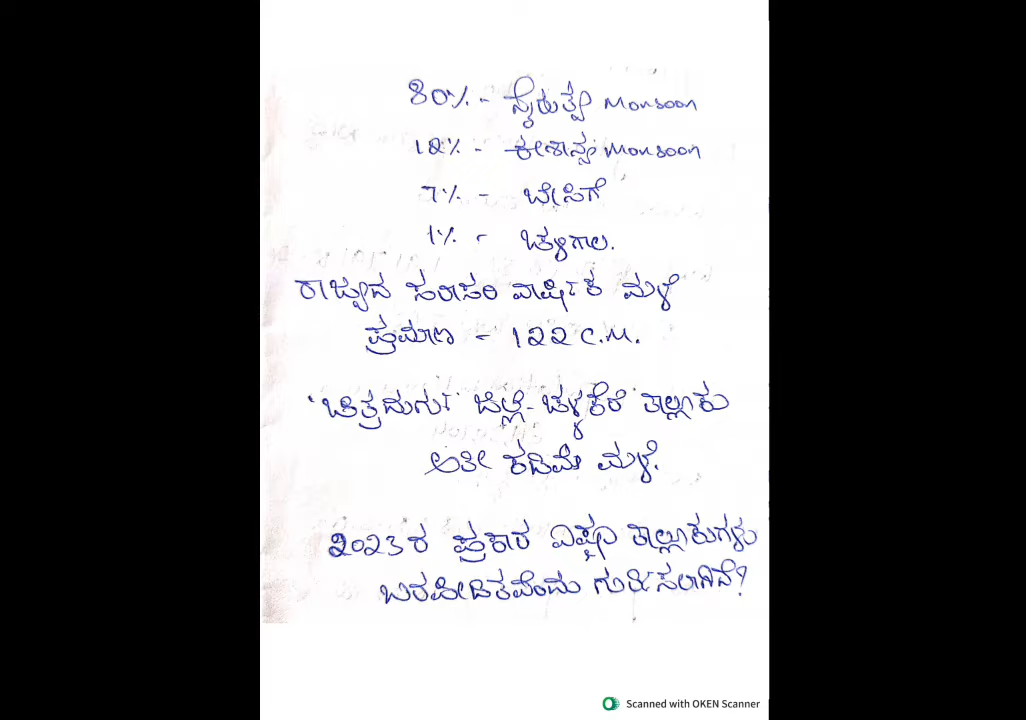 80% - ನೈರುತ್ಯ Monsoon
12% - ಈಶಾನ್ಯ Monsoon
7% - ಬೇಸಿಗೆ
1% - ಚಳಿಗಾಲ.
ರಾಜ್ಯದ ಸರಾಸರಿ ವಾರ್ಷಿಕ ಮಳೆ
ಪ್ರಮಾಣ - 122 C.M.
'ಚಿತ್ರದುರ್ಗ' ಜಿಲ್ಲೆ - ಚಳ್ಳಕೆರೆ ತಾಲ್ಲೂಕು
ಅತೀ ಕಡಿಮೇ ಮಳೆ.
2023ರ ಪ್ರಕಾರ ಎಷ್ಟು ತಾಲ್ಲೂಕುಗಳು
ಬರಪೀಡಿತವೆಂದು ಗುರುತಿಸಲಾಗಿದೆ?
Scanned with OKEN Scanner